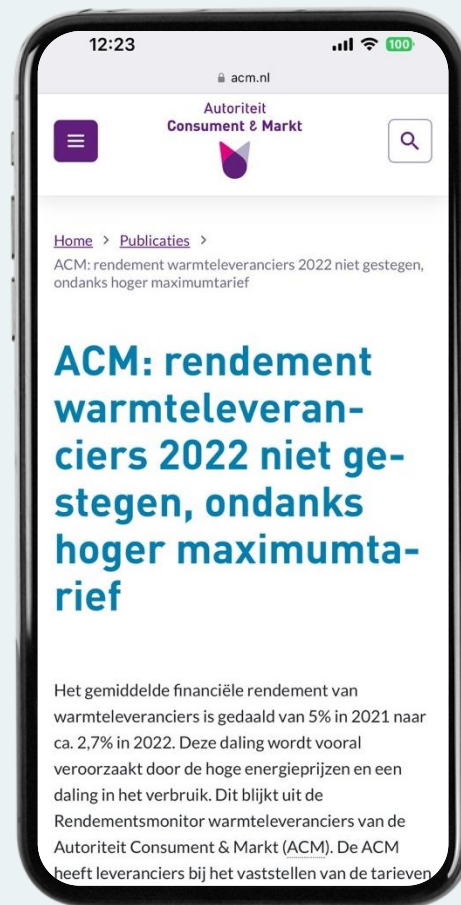 12:23
100
acm.nl
Autoriteit
Consument & Markt
Home > Publicaties >
ACM: rendement warmteleveranciers 2022 niet gestegen,
ondanks hoger maximumtarief
ACM: rendement
warmteleveran-
ciers 2022 niet ge-
stegen, ondanks
hoger maximumta-
rief
Het gemiddelde financiële rendement van
warmteleveranciers is gedaald van 5% in 2021 naar
ca. 2,7% in 2022. Deze daling wordt vooral
veroorzaakt door de hoge energieprijzen en een
daling in het verbruik. Dit blijkt uit de
Rendementsmonitor warmteleveranciers van de
Autoriteit Consument & Markt (ACM). De ACM
heeft leveranciers bij het vaststellen van de tarieven